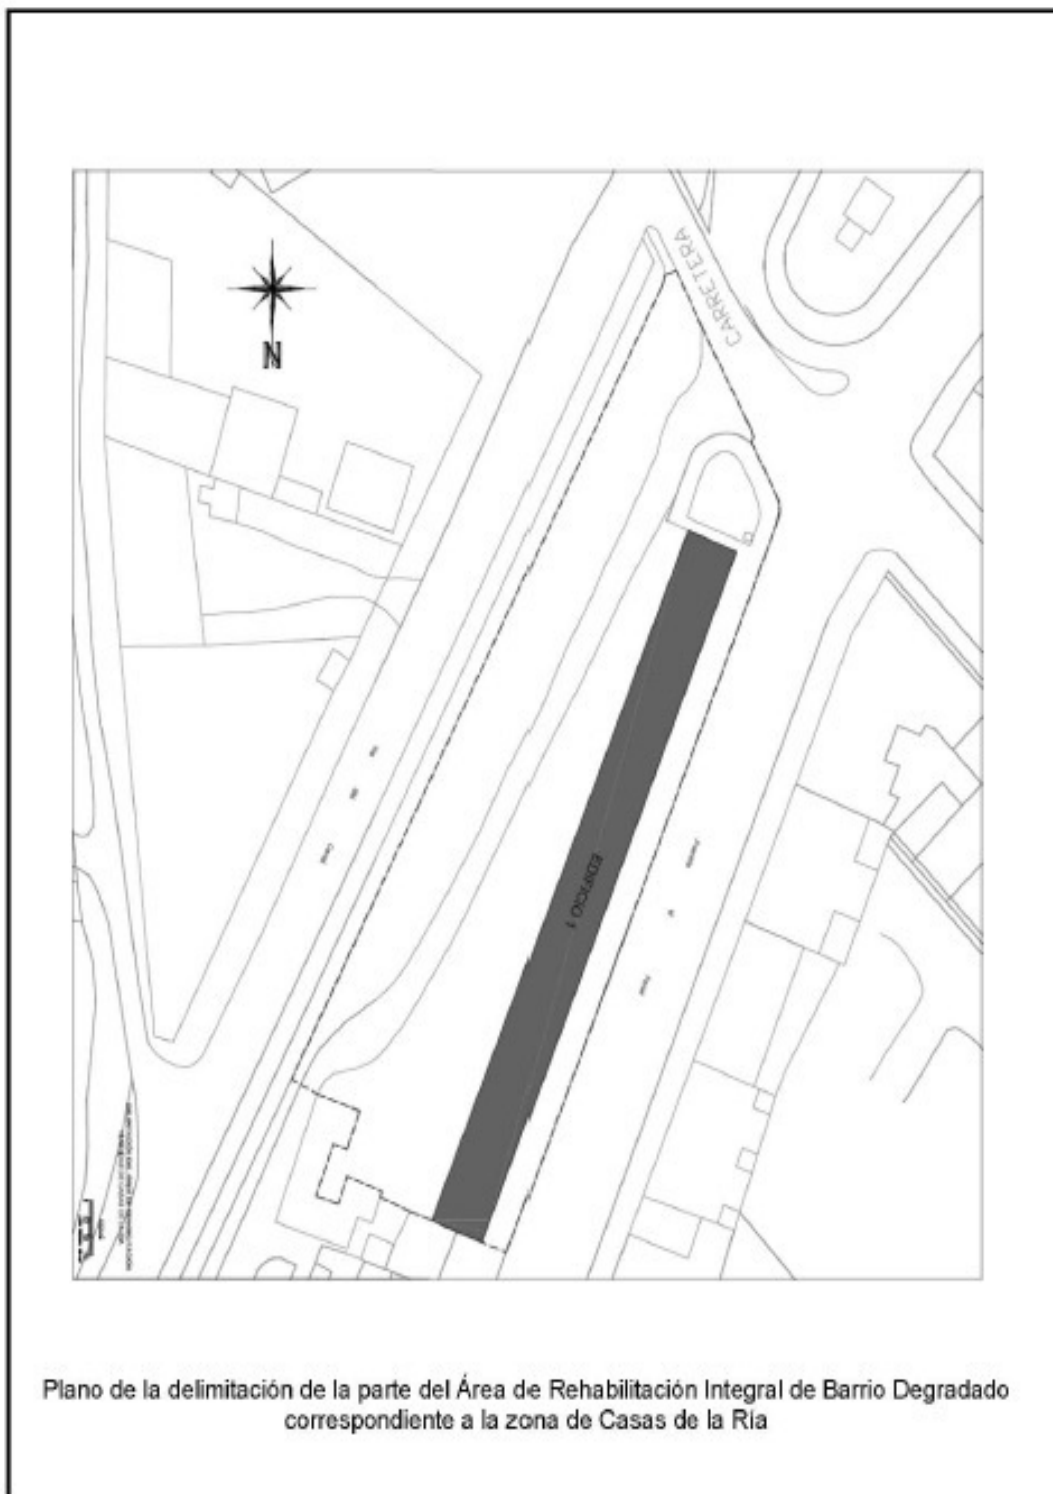 CARRETERA
N
EDIFICIO 1
Plano de la delimitación de la parte del Área de Rehabilitación Integral de Barrio Degradado
correspondiente a la zona de Casas de la Ría